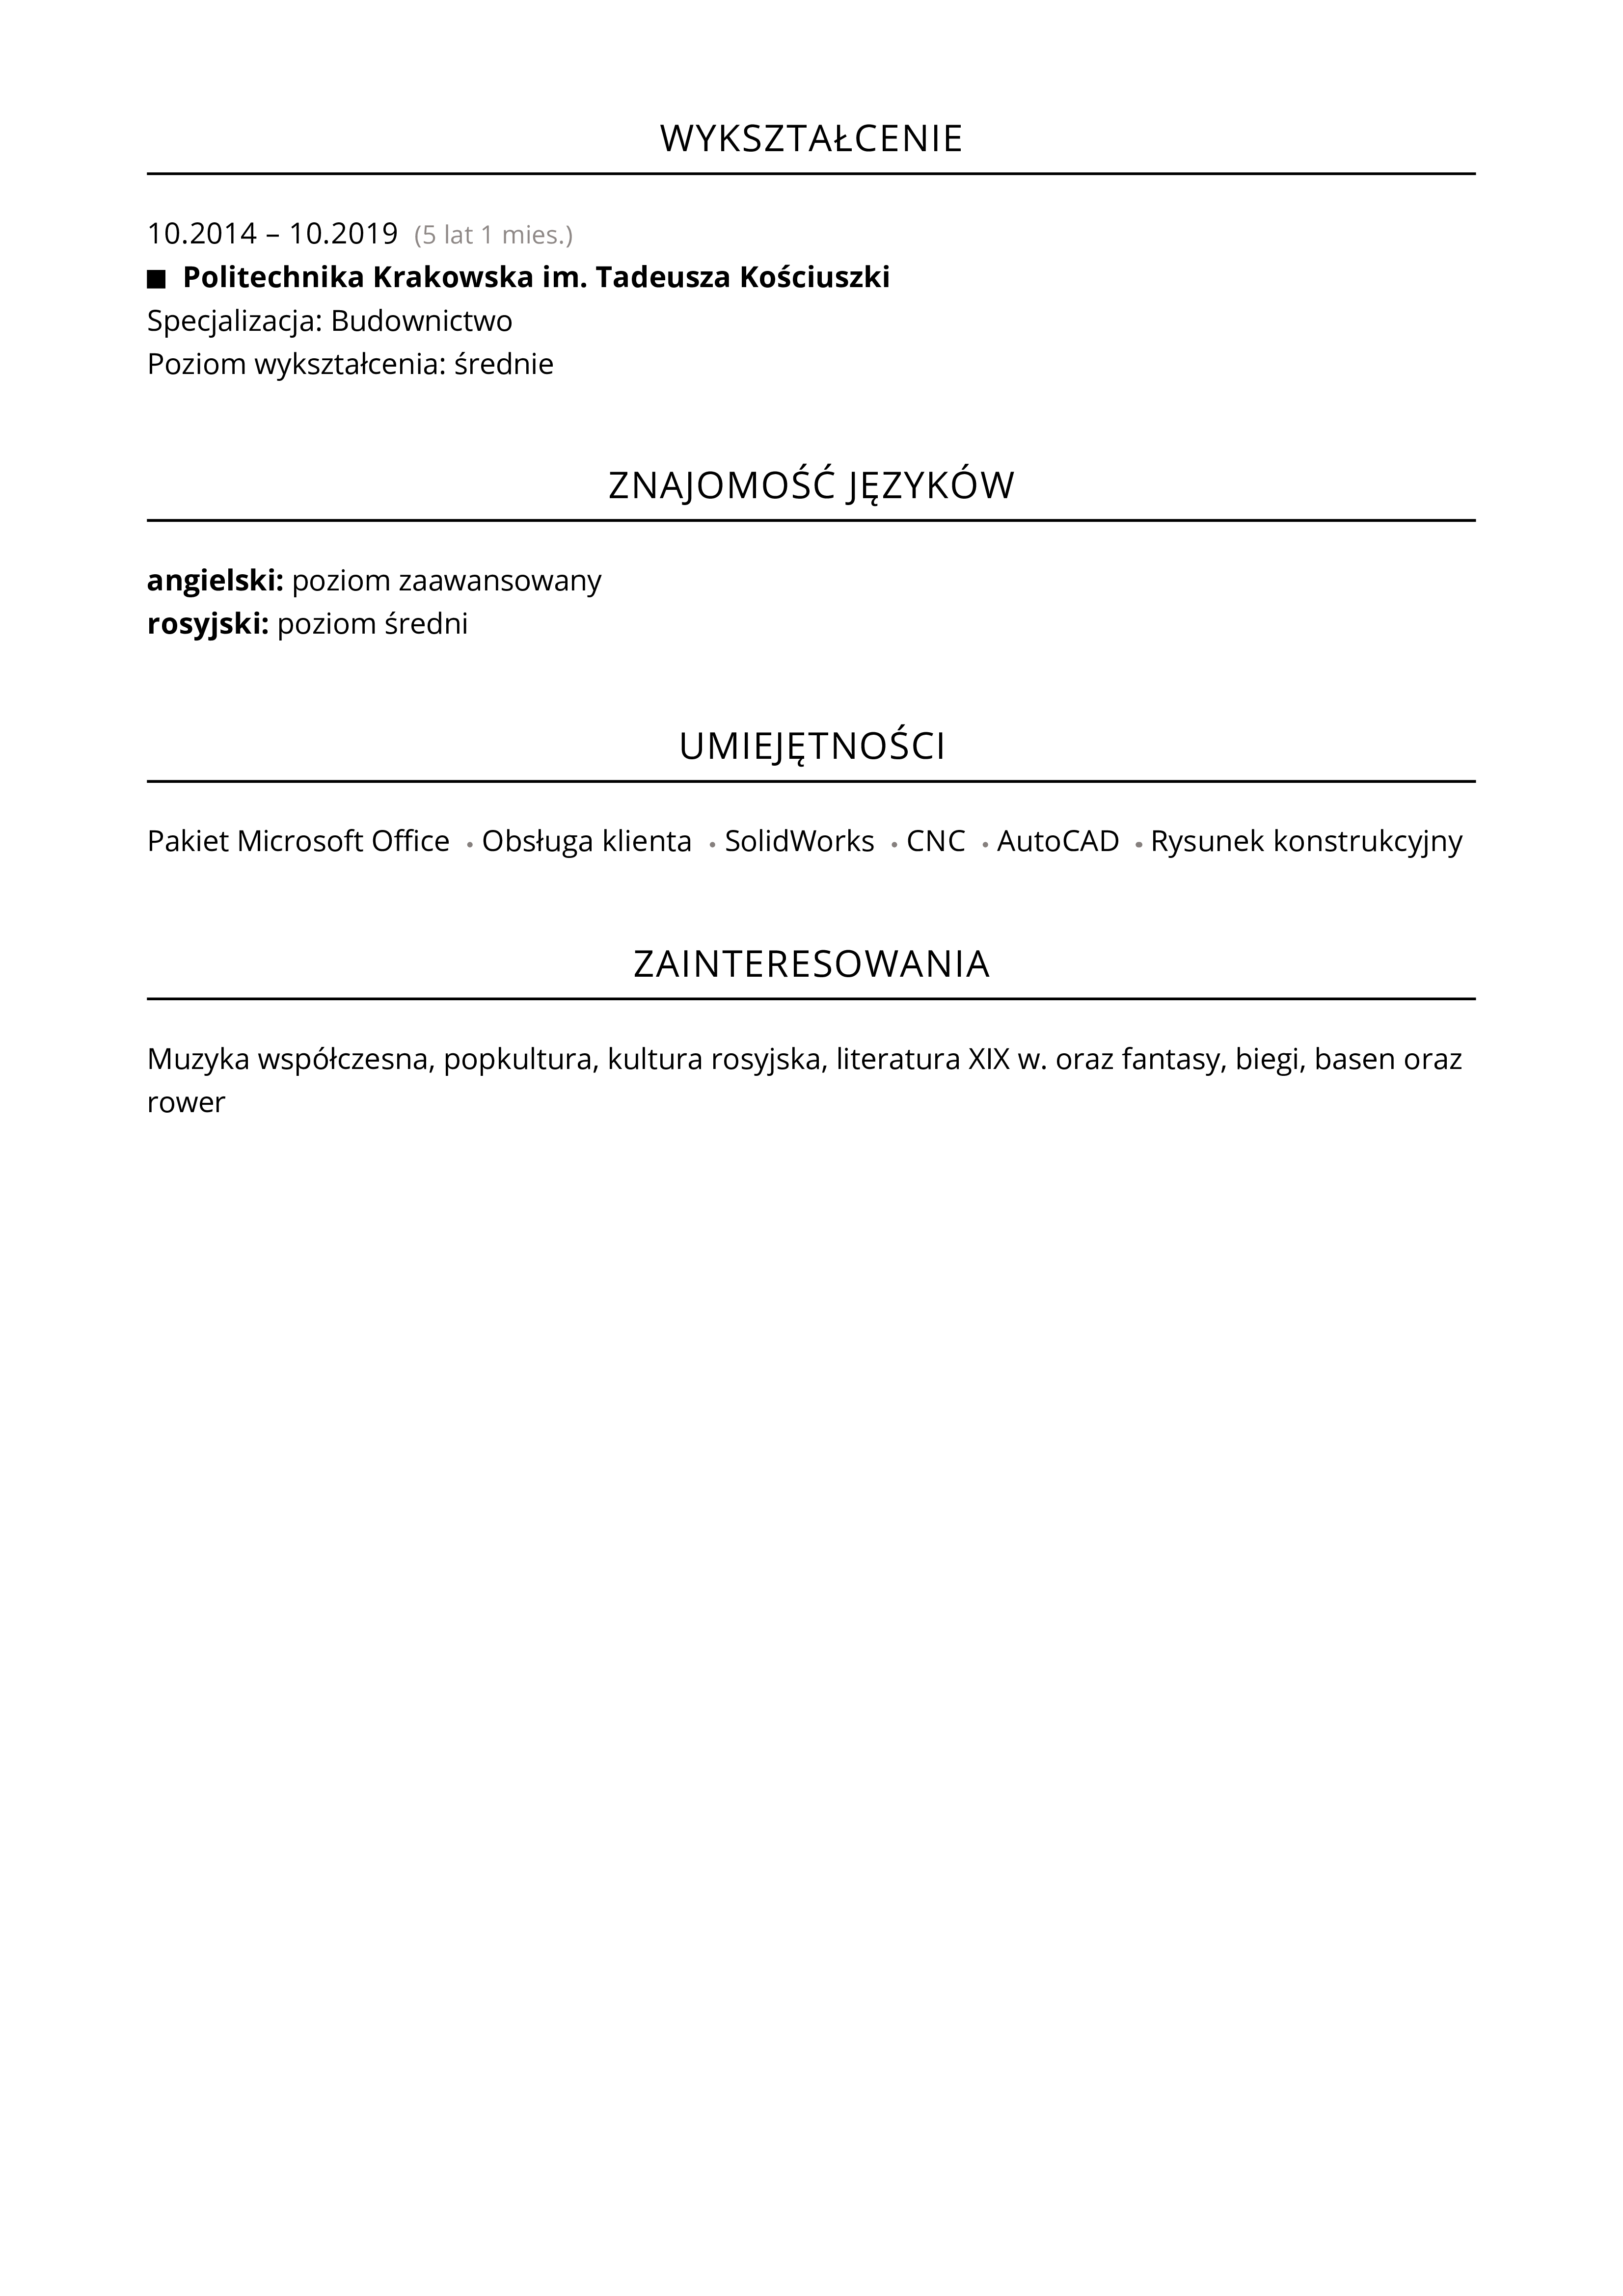 WYKSZTAŁCENIE
10.2014 – 10.2019 (5 lat 1 mies.)
■ Politechnika Krakowska im. Tadeusza Kościuszki
Specjalizacja: Budownictwo
Poziom wykształcenia: średnie
ZNAJOMOŚĆ JĘZYKÓW
angielski: poziom zaawansowany
rosyjski: poziom średni
UMIEJĘTNOŚCI
Pakiet Microsoft Office • Obsługa klienta • SolidWorks • CNC • AutoCAD • Rysunek konstrukcyjny
ZAINTERESOWANIA
Muzyka współczesna, popkultura, kultura rosyjska, literatura XIX w. oraz fantasy, biegi, basen oraz
rower